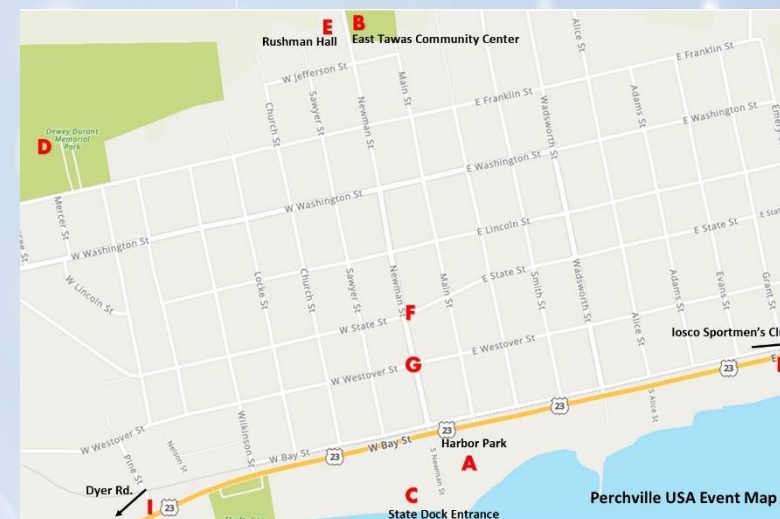 E
B
Rushman Hall
East Tawas Community Center
Alice St
E Franklin St
W Jefferson St
Main St
Church St
Sawyer St
Newman St
E Franklin St
Wadsworth St
Adams St
E Washington St
Dewey Durant
Memorial
Park
D
E Washington St
Mercer St
W Washington St
W Washington St
E Lincoln St
E State St
W Lincoln St
Locke St
Church St
Sawyer St
Newman St
Main St
E State St
Smith St
Wadsworth St
Adams St
Evans St
Grant St
F
W State St
Alice St
Iosco Sportmen's Cl
E Westover St
G
W Westover St
23
23
S Alice St
W Westover St
Wilkinson St
Nelson St
Pine St
W Bay St
W Bay St
23
23
Harbor Park
A
S Newman St
Dyer Rd.
I
23
C
State Dock Entrance
Perchville USA Event Map